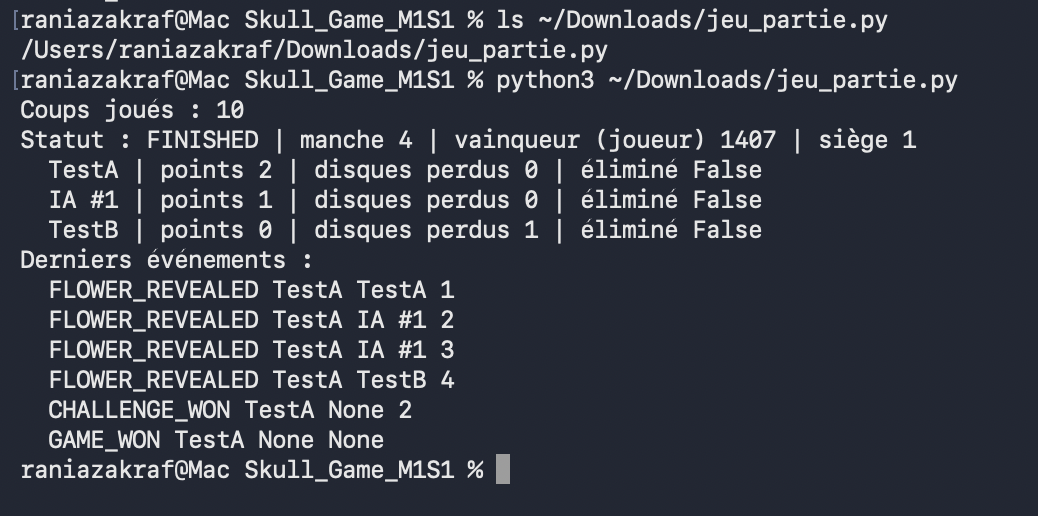 [raniazakraf@Mac Skull_Game_M1S1 % ls ~/Downloads/jeu_partie.py
/Users/raniazakraf/Downloads/jeu_partie.py
[raniazakraf@Mac Skull_Game_M1S1 % python3 ~/Downloads/jeu_partie.py
Coups joués : 10
Statut : FINISHED | manche 4 | vainqueur (joueur) 1407 | siège 1
  TestA | points 2 | disques perdus 0 | éliminé False
  IA #1 | points 1 | disques perdus 0 | éliminé False
  TestB | points 0 | disques perdus 1 | éliminé False
Derniers événements :
  FLOWER_REVEALED TestA TestA 1
  FLOWER_REVEALED TestA IA #1 2
  FLOWER_REVEALED TestA IA #1 3
  FLOWER_REVEALED TestA TestB 4
  CHALLENGE_WON TestA None 2
  GAME_WON TestA None None
raniazakraf@Mac Skull_Game_M1S1 %